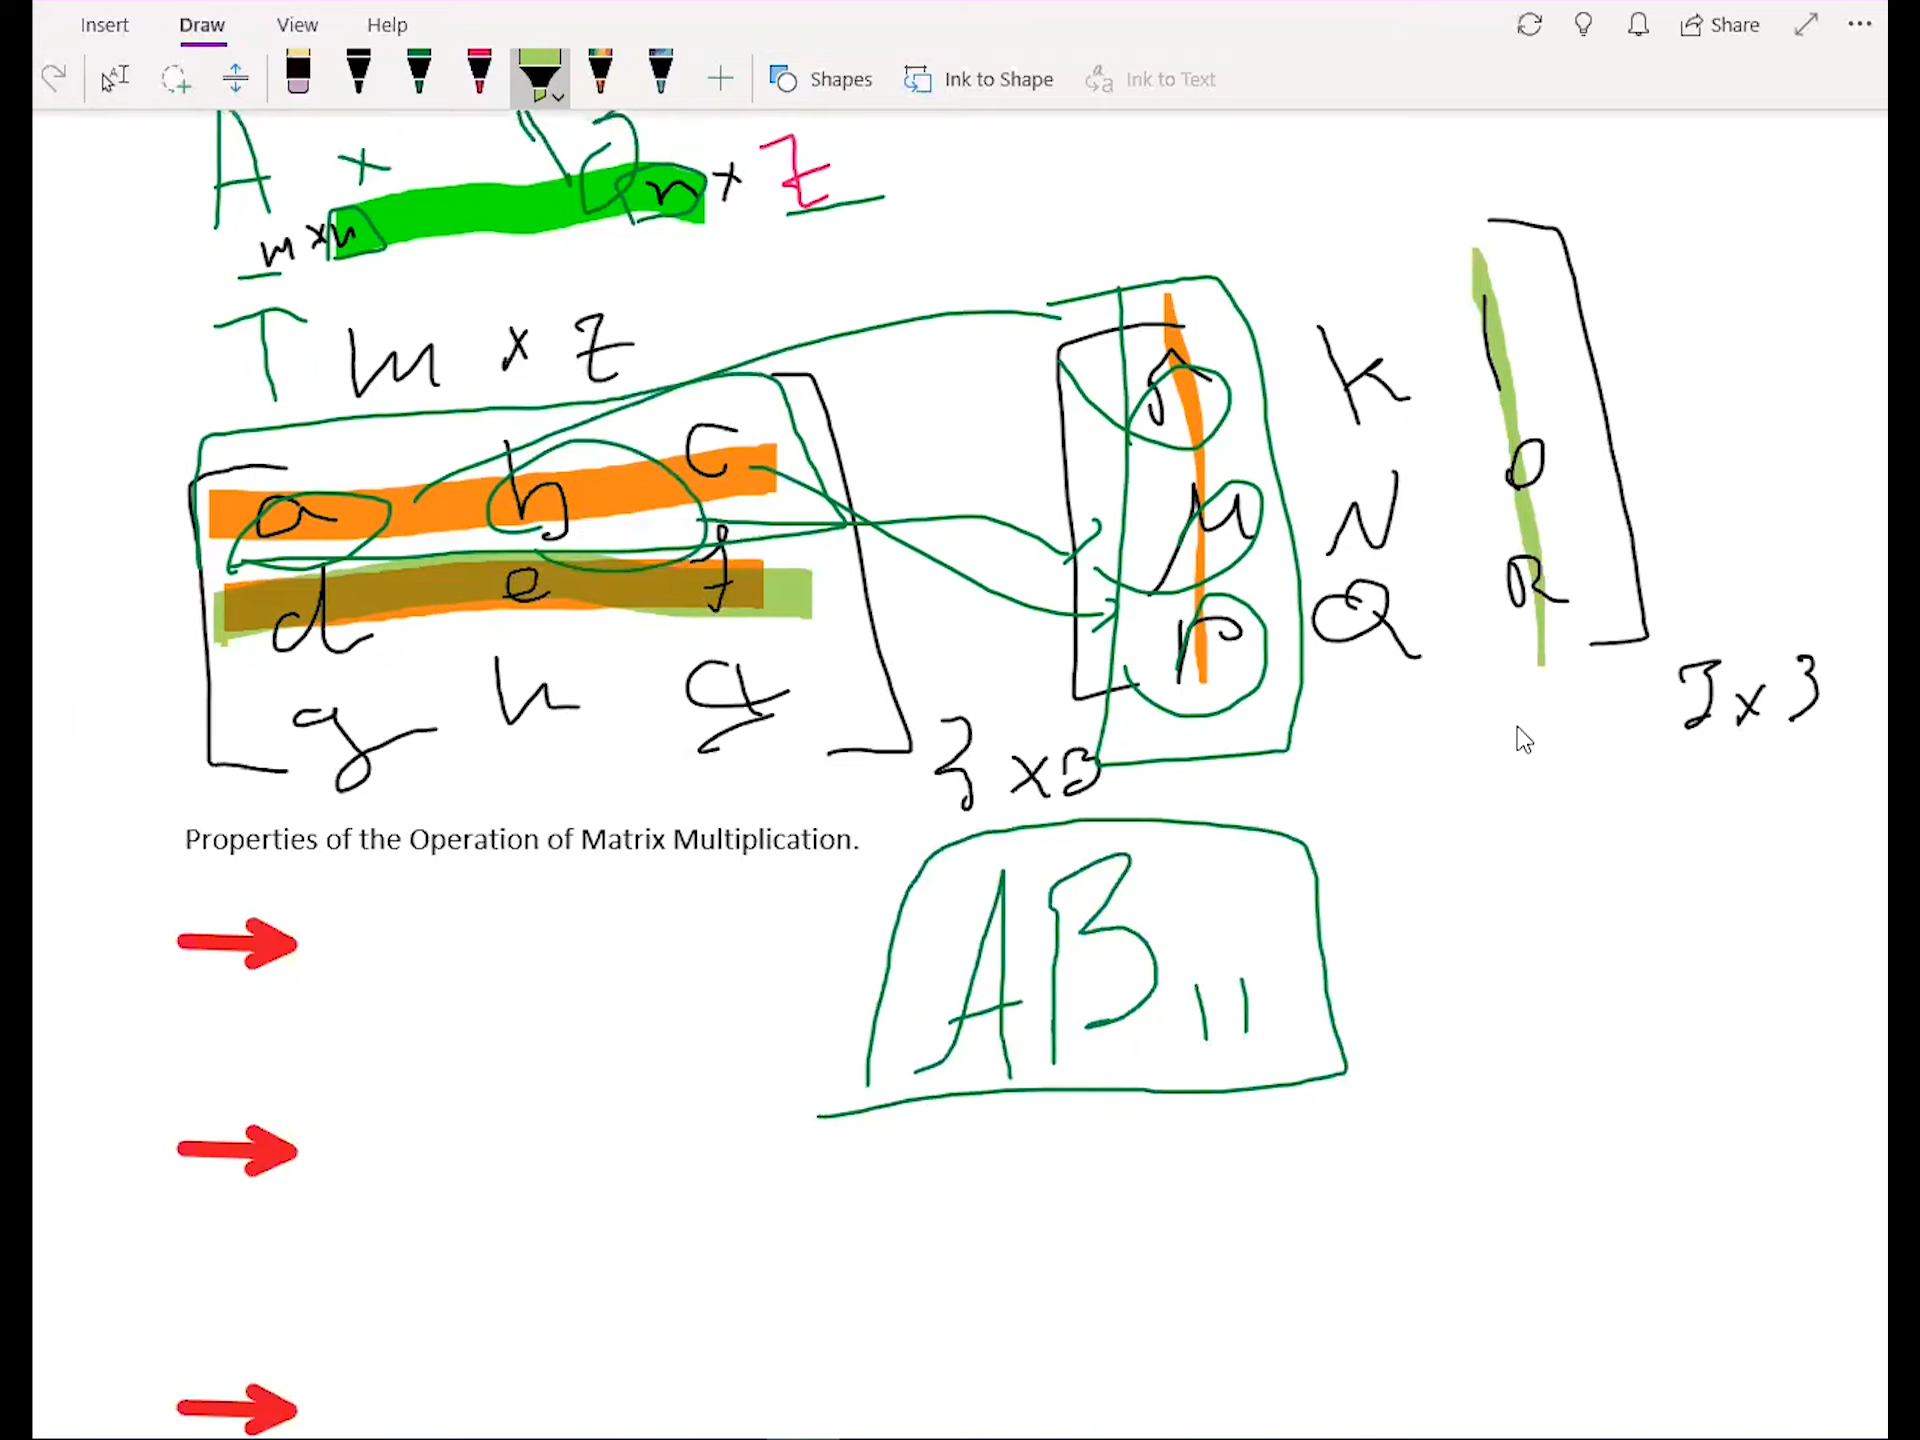 Insert Draw View Help Share
Shapes Ink to Shape Ink to Text
A x
m x n n x Z
T m x Z
a b c
d e f
g h
K l
M N O
P Q R
3 x 3
3 x 3
Properties of the Operation of Matrix Multiplication.
AB11